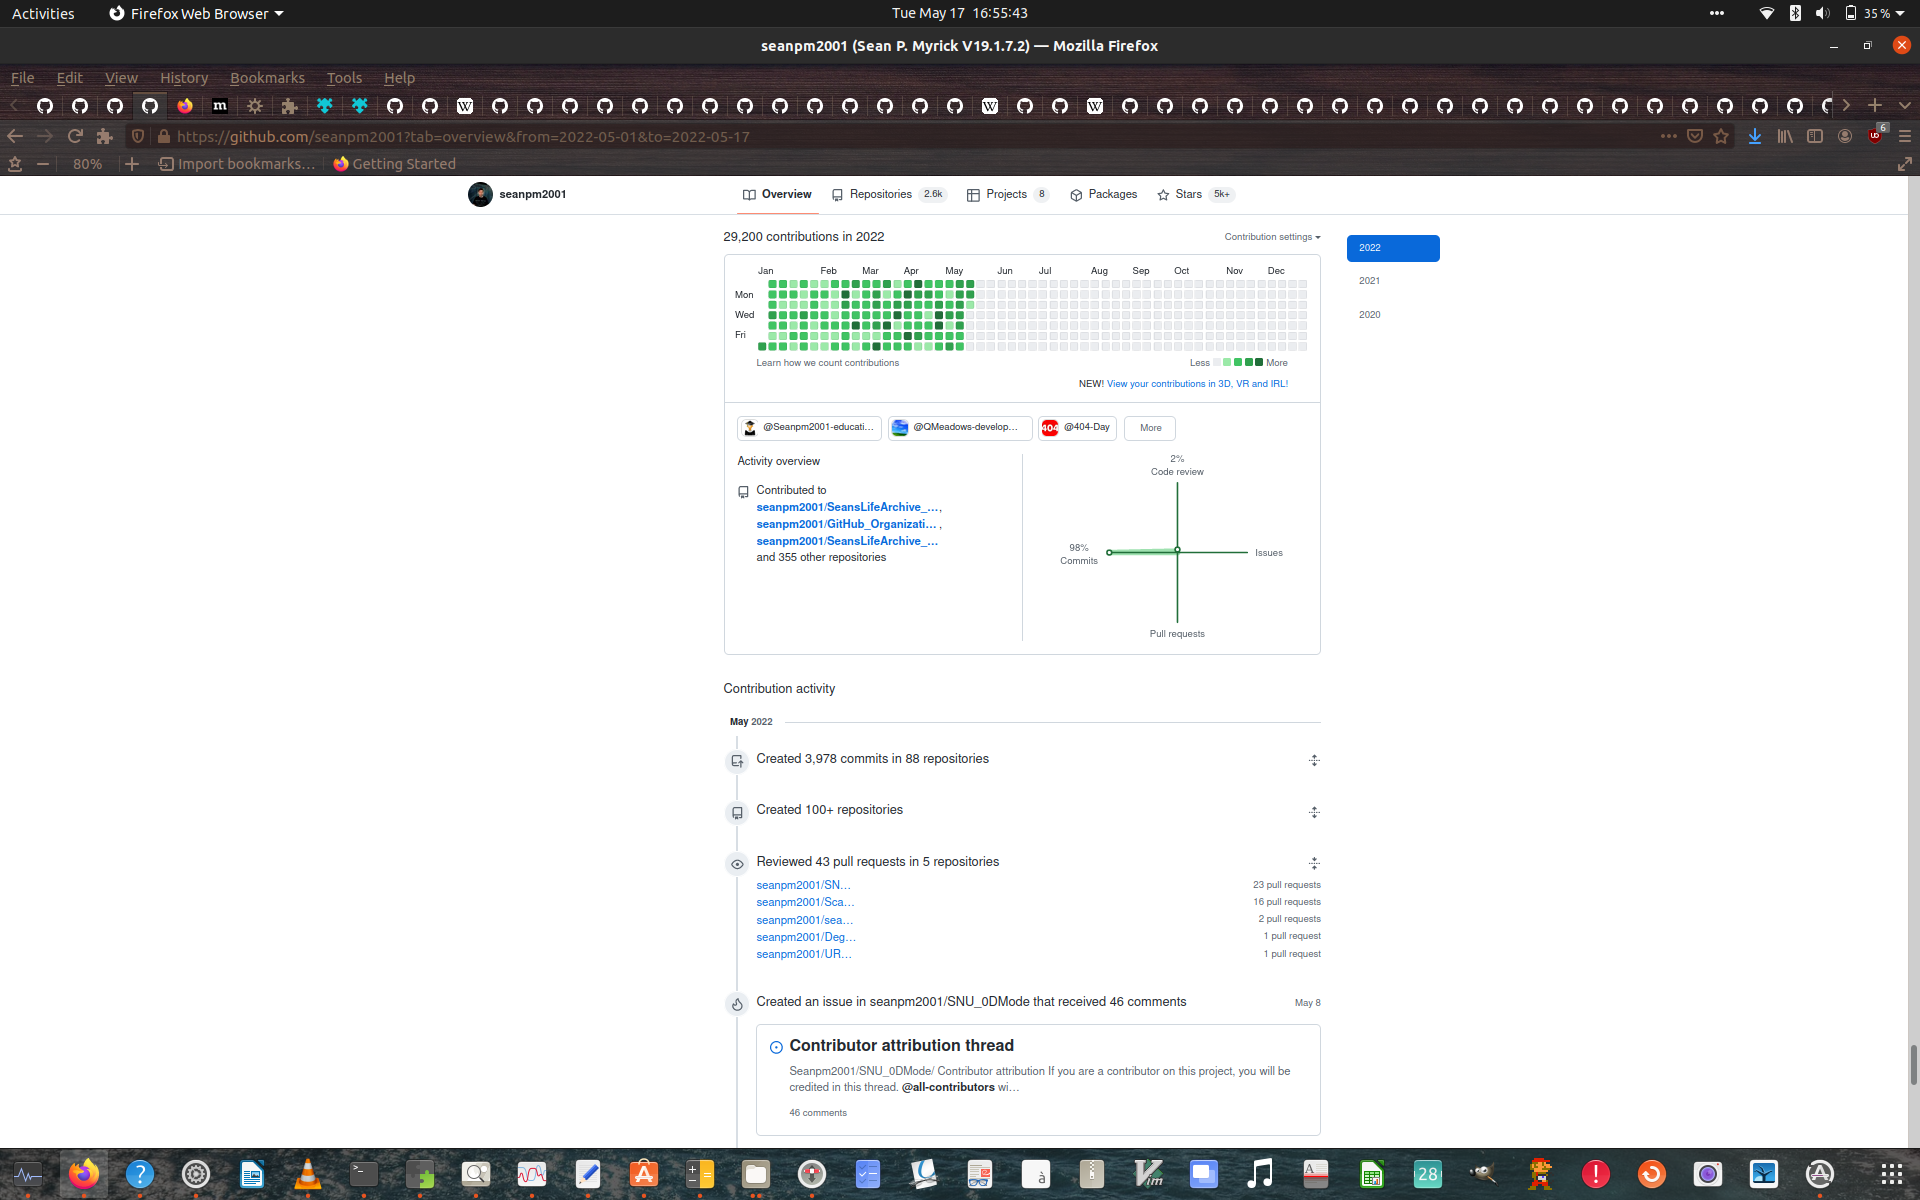 Activities
Firefox Web Browser
Tue May 17 16:55:43
35 %
seanpm2001 (Sean P. Myrick V19.1.7.2) — Mozilla Firefox
File Edit View History Bookmarks Tools Help
https://github.com/seanpm2001?tab=overview&from=2022-05-01&to=2022-05-17
6
80%
Import bookmarks...
Getting Started
seanpm2001
Overview
Repositories 2.6k
Projects 8
Packages
Stars 5k+
29,200 contributions in 2022
Contribution settings
2022
2021
2020
Jan Feb Mar Apr May Jun Jul Aug Sep Oct Nov Dec
Mon
Wed
Fri
Learn how we count contributions
Less More
NEW! View your contributions in 3D, VR and IRL!
@Seanpm2001-educati...
@QMeadows-develop...
404 @404-Day
More
Activity overview
Contributed to
seanpm2001/SeansLifeArchive_... ,
seanpm2001/GitHub_Organizati... ,
seanpm2001/SeansLifeArchive_...
and 355 other repositories
2%
Code review
98%
Commits
Issues
Pull requests
Contribution activity
May 2022
Created 3,978 commits in 88 repositories
Created 100+ repositories
Reviewed 43 pull requests in 5 repositories
seanpm2001/SN... 23 pull requests
seanpm2001/Sca... 16 pull requests
seanpm2001/sea... 2 pull requests
seanpm2001/Deg... 1 pull request
seanpm2001/UR... 1 pull request
Created an issue in seanpm2001/SNU_0DMode that received 46 comments
May 8
Contributor attribution thread
Seanpm2001/SNU_0DMode/ Contributor attribution If you are a contributor on this project, you will be
credited in this thread. @all-contributors wi...
46 comments
28